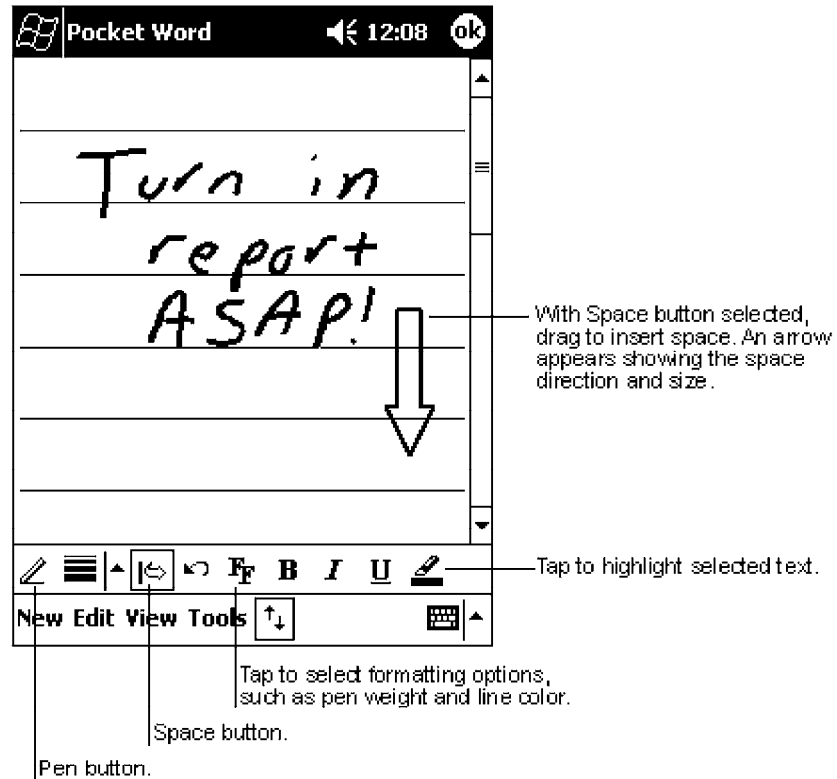 Pocket Word 12:08 ok
Turn in
report
ASAP!
With Space button selected,
drag to insert space. An arrow
appears showing the space
direction and size.
FF B I U
Tap to highlight selected text.
New Edit View Tools
Tap to select formatting options,
such as pen weight and line color.
Space button.
Pen button.